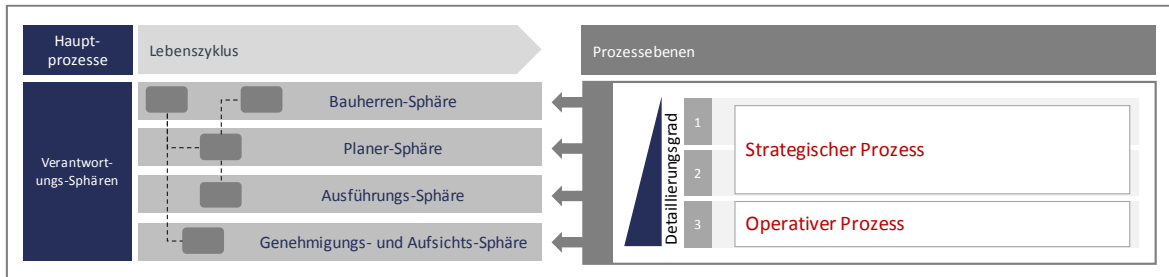 Haupt-
prozesse
Lebenszyklus
Prozessebenen
Verantwort-
ungs-Sphären
Bauherren-Sphäre
Planer-Sphäre
Ausführungs-Sphäre
Genehmigungs- und Aufsichts-Sphäre
Detaillierungsgrad
1
2
Strategischer Prozess
3
Operativer Prozess